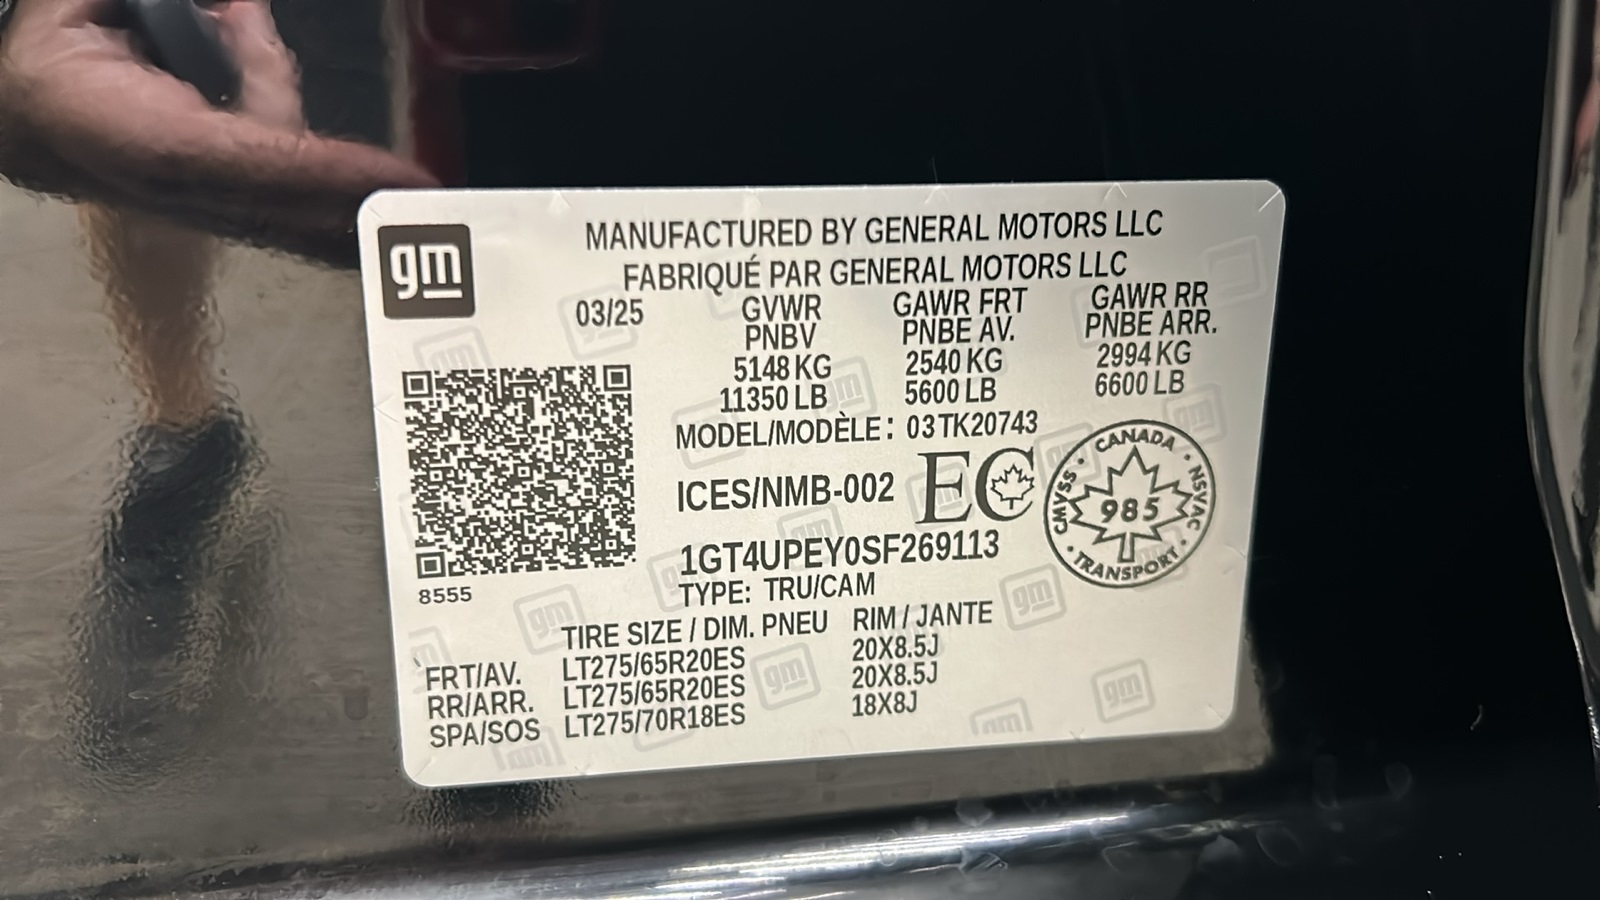 gm
MANUFACTURED BY GENERAL MOTORS LLC
FABRIQUÉ PAR GENERAL MOTORS LLC
03/25 GVWR GAWR FRT GAWR RR
PNBV PNBE AV. PNBE ARR.
5148 KG 2540 KG 2994 KG
11350 LB 5600 LB 6600 LB
MODEL/MODÈLE: 03TK20743
ICES/NMB-002 EC
CANADA
CMVSS 985 NSVAC
TRANSPORT
1GT4UPEY0SF269113
8555
TYPE: TRU/CAM
TIRE SIZE / DIM. PNEU RIM / JANTE
FRT/AV. LT275/65R20ES 20X8.5J
RR/ARR. LT275/65R20ES 20X8.5J
SPA/SOS LT275/70R18ES 18X8J